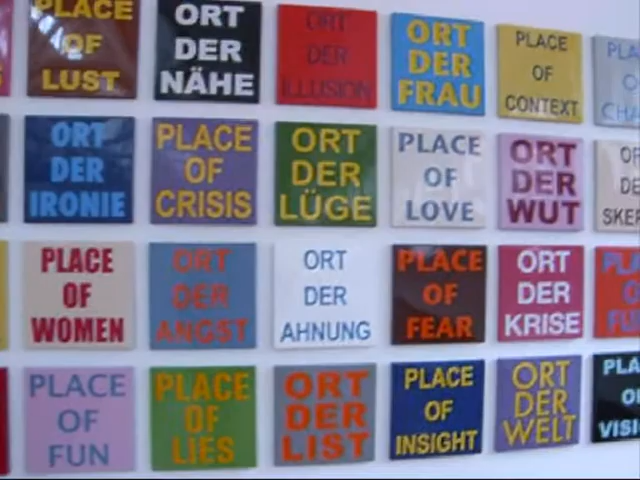 PLACE
OF
LUST
ORT
DER
NÄHE
ORT
DER
ILLUSION
ORT
DER
FRAU
PLACE
OF
CONTEXT
ORT
DER
IRONIE
PLACE
OF
CRISIS
ORT
DER
LÜGE
PLACE
OF
LOVE
ORT
DER
WUT
PLACE
OF
WOMEN
ORT
DER
ANGST
ORT
DER
AHNUNG
PLACE
OF
FEAR
ORT
DER
KRISE
PLACE
OF
FUN
PLACE
OF
LIES
ORT
DER
LIST
PLACE
OF
INSIGHT
ORT
DER
WELT